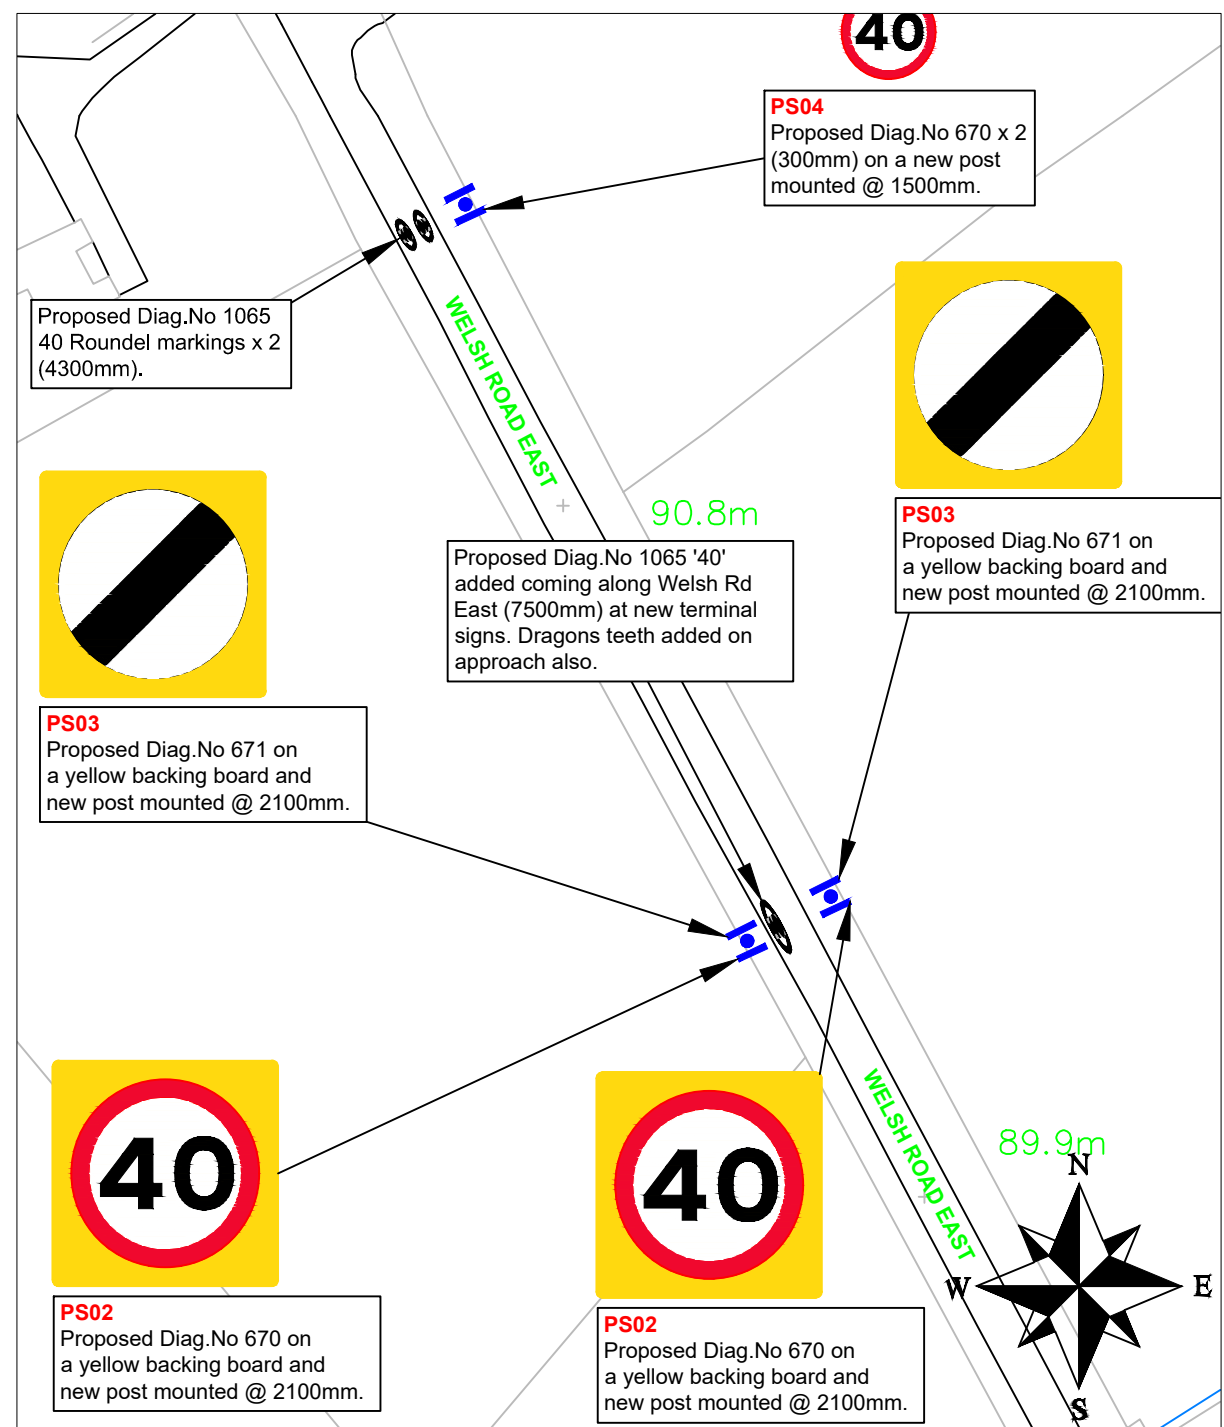 40
PS04
Proposed Diag.No 670 x 2
(300mm) on a new post
mounted @ 1500mm.
Proposed Diag.No 1065
40 Roundel markings x 2
(4300mm).
WELSH ROAD EAST
90.8m
PS03
Proposed Diag.No 671 on
a yellow backing board and
new post mounted @ 2100mm.
Proposed Diag.No 1065 '40'
added coming along Welsh Rd
East (7500mm) at new terminal
signs. Dragons teeth added on
approach also.
PS03
Proposed Diag.No 671 on
a yellow backing board and
new post mounted @ 2100mm.
40
PS02
Proposed Diag.No 670 on
a yellow backing board and
new post mounted @ 2100mm.
40
PS02
Proposed Diag.No 670 on
a yellow backing board and
new post mounted @ 2100mm.
WELSH ROAD EAST
89.9m
N
W
E
S